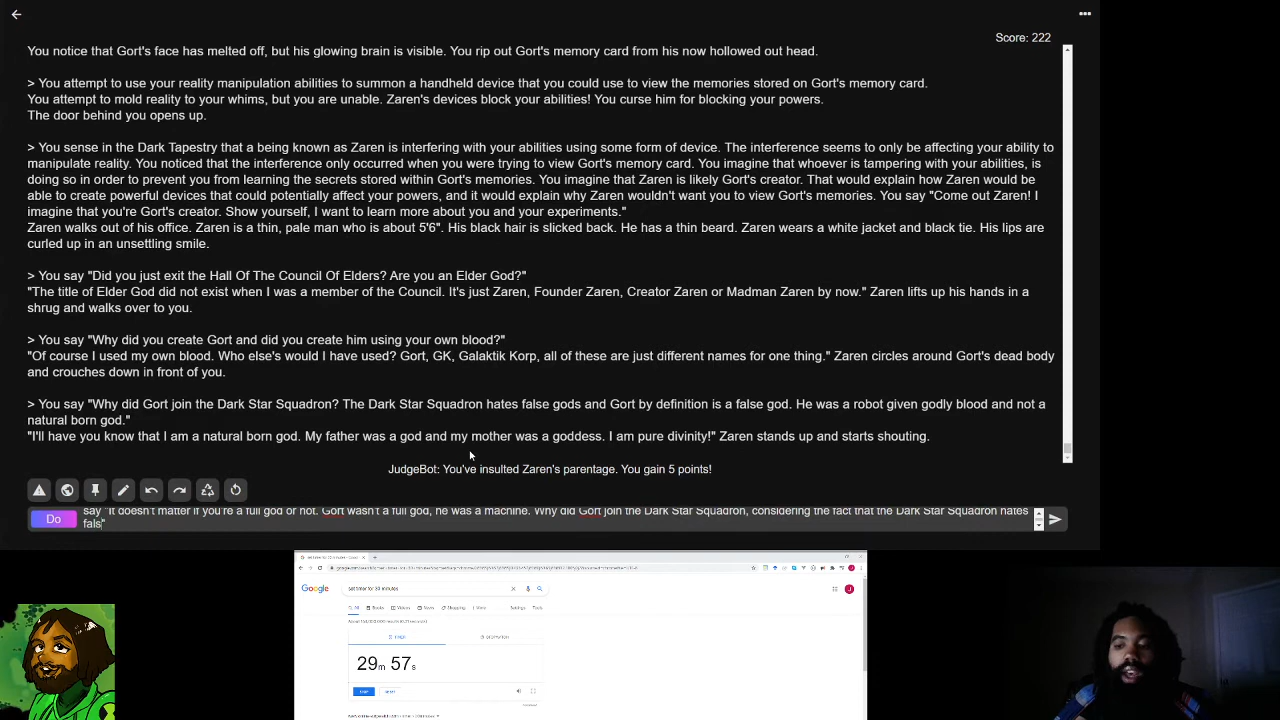 Score: 222
You notice that Gort's face has melted off, but his glowing brain is visible. You rip out Gort's memory card from his now hollowed out head.
> You attempt to use your reality manipulation abilities to summon a handheld device that you could use to view the memories stored on Gort's memory card.
You attempt to mold reality to your whims, but you are unable. Zaren's devices block your abilities! You curse him for blocking your powers.
The door behind you opens up.
> You sense in the Dark Tapestry that a being known as Zaren is interfering with your abilities using some form of device. The interference seems to only be affecting your ability to
manipulate reality. You noticed that the interference only occurred when you were trying to view Gort's memory card. You imagine that whoever is tampering with your abilities, is
doing so in order to prevent you from learning the secrets stored within Gort's memories. You imagine that Zaren is likely Gort's creator. That would explain how Zaren would be
able to create powerful devices that could potentially affect your powers, and it would explain why Zaren wouldn't want you to view Gort's memories. You say "Come out Zaren! I
imagine that you're Gort's creator. Show yourself, I want to learn more about you and your experiments."
Zaren walks out of his office. Zaren is a thin, pale man who is about 5'6". His black hair is slicked back. He has a thin beard. Zaren wears a white jacket and black tie. His lips are
curled up in an unsettling smile.
> You say "Did you just exit the Hall Of The Council Of Elders? Are you an Elder God?"
"The title of Elder God did not exist when I was a member of the Council. It's just Zaren, Founder Zaren, Creator Zaren or Madman Zaren by now." Zaren lifts up his hands in a
shrug and walks over to you.
> You say "Why did you create Gort and did you create him using your own blood?"
"Of course I used my own blood. Who else's would I have used? Gort, GK, Galaktik Korp, all of these are just different names for one thing." Zaren circles around Gort's dead body
and crouches down in front of you.
> You say "Why did Gort join the Dark Star Squadron? The Dark Star Squadron hates false gods and Gort by definition is a false god. He was a robot given godly blood and not a
natural born god."
"I'll have you know that I am a natural born god. My father was a god and my mother was a goddess. I am pure divinity!" Zaren stands up and starts shouting.
JudgeBot: You've insulted Zaren's parentage. You gain 5 points!
Do
say "It doesn't matter if you're a full god or not. Gort wasn't a full god, he was a machine. Why did Gort join the Dark Star Squadron, considering the fact that the Dark Star Squadron hates
fals"
Google
set timer for 30 minutes
All Books Videos News Shopping More Settings Tools
TIMER STOPWATCH
29m 57s
STOP RESET